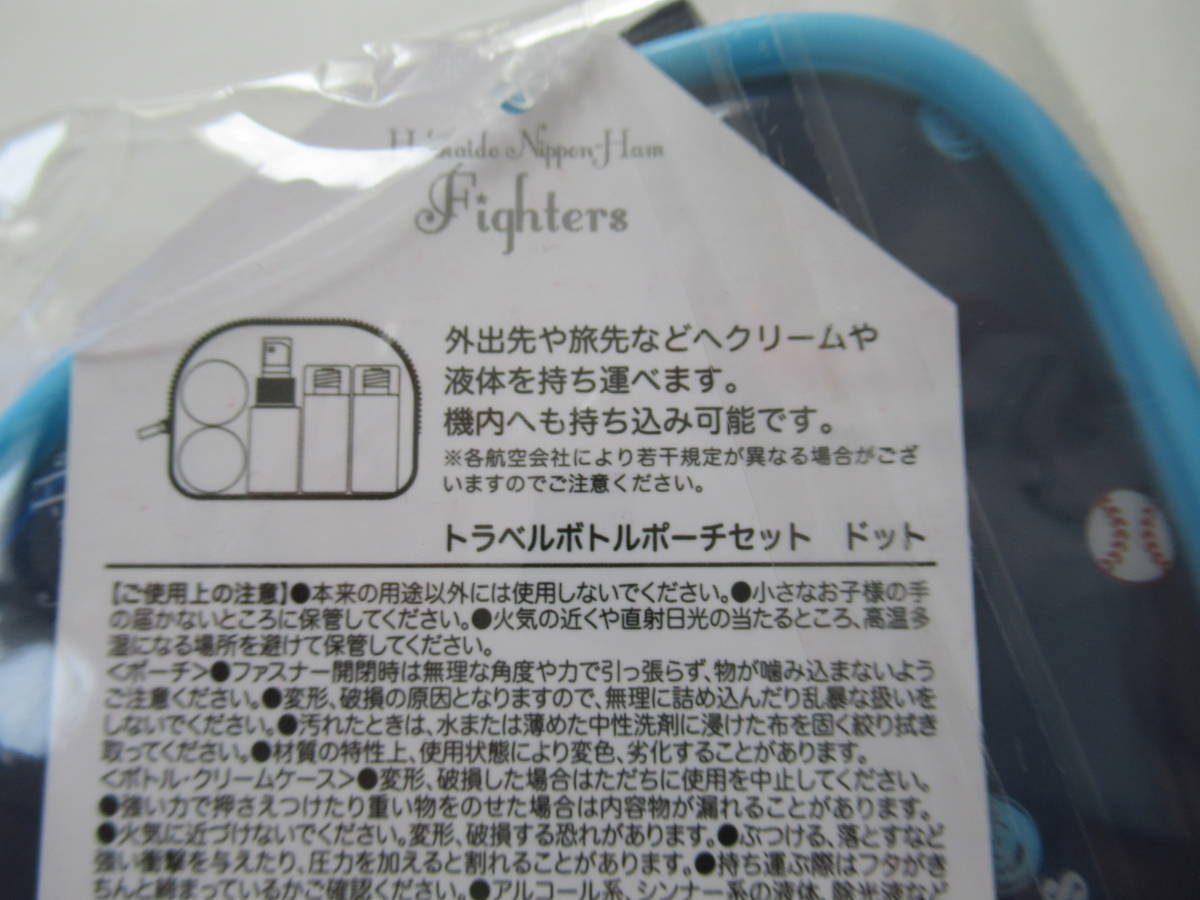 Hokkaido Nippon-Ham
Fighters
外出先や旅先などへクリームや
液体を持ち運べます。
機内へも持ち込み可能です。
※各航空会社により若干規定が異なる場合がござ
いますのでご注意ください。
トラベルボトルポーチセット ドット
【ご使用上の注意】●本来の用途以外には使用しないでください。●小さなお子様の手
の届かないところに保管してください。●火気の近くや直射日光の当たるところ、高温多
湿になる場所を避けて保管してください。
<ポーチ>●ファスナー開閉時は無理な角度や力で引っ張らず、物が噛み込まないよう
ご注意ください。●変形、破損の原因となりますので、無理に詰め込んだり乱暴な扱いを
しないでください。●汚れたときは、水または薄めた中性洗剤に浸けた布を固く絞り拭き
取ってください。●材質の特性上、使用状態により変色、劣化することがあります。
<ボトル・クリームケース>●変形、破損した場合はただちに使用を中止してください。
●強い力で押さえつけたり重い物をのせた場合は内容物が漏れることがあります。
●火気に近づけないでください。変形、破損する恐れがあります。●ぶつける、落とすなど
強い衝撃を与えたり、圧力を加えると割れることがあります。●持ち運ぶ際はフタがき
ちんと締まっているかご確認ください。●アルコール系、シンナー系の液体、除光液など